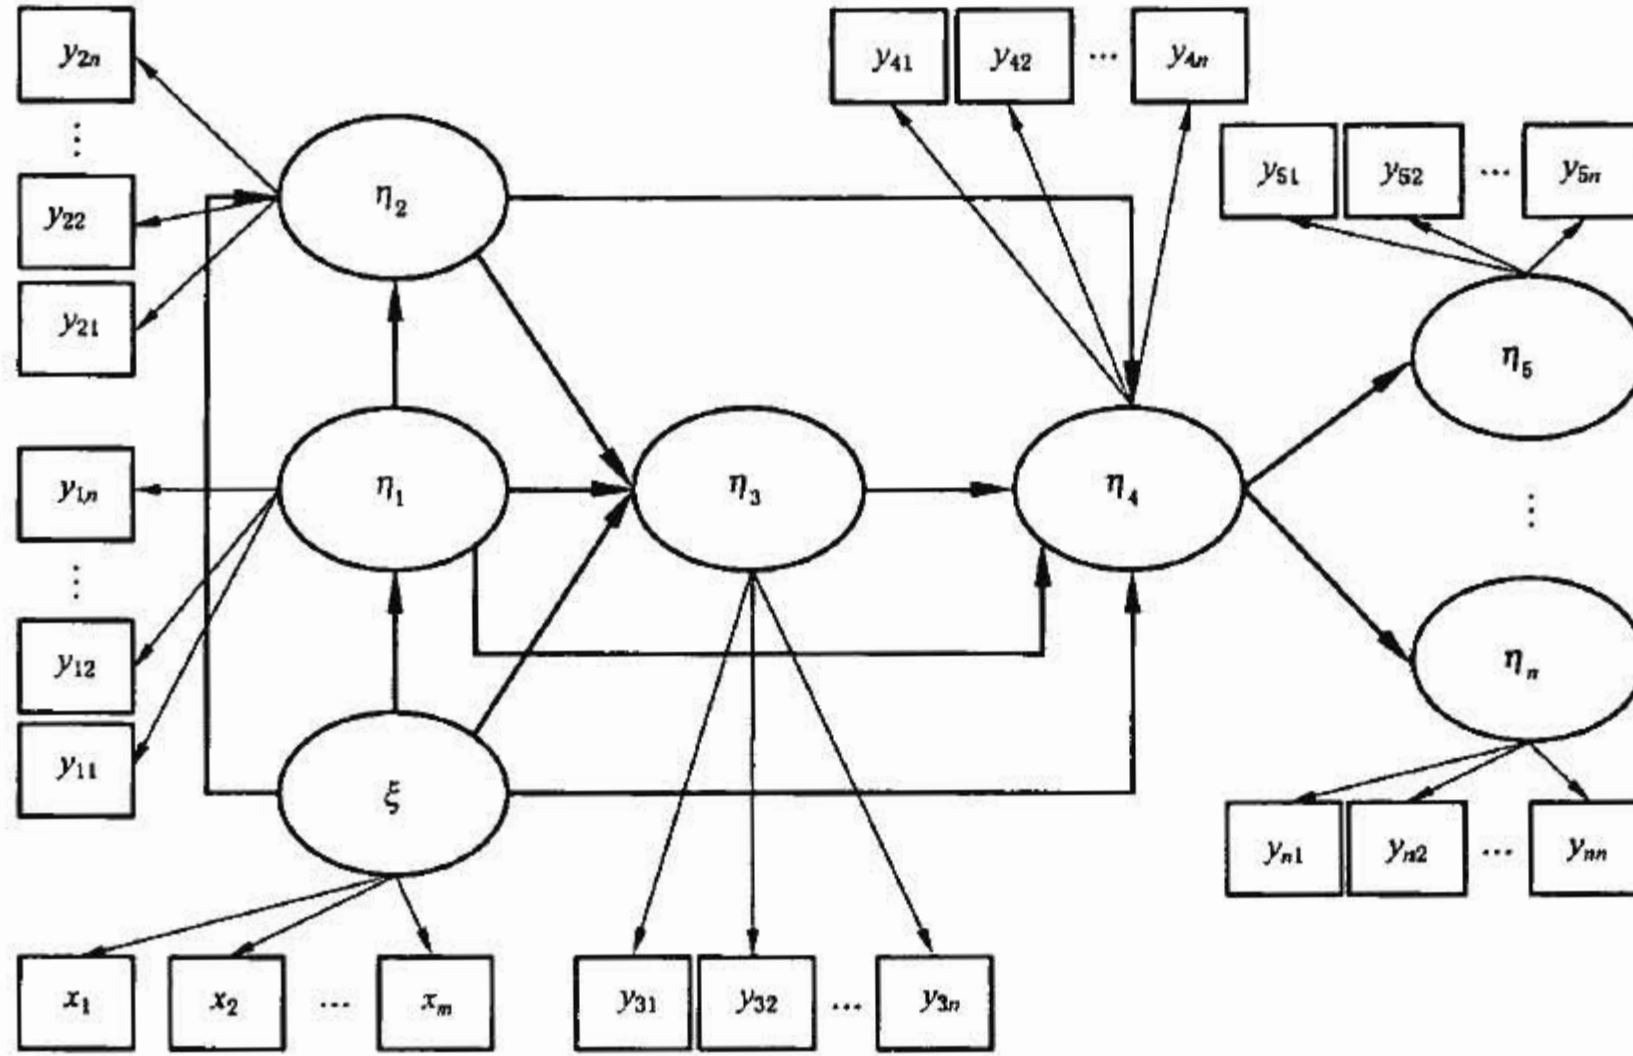 y₂ₙ
⋮
y₂₂
y₂₁
y₄₁ y₄₂ ··· y₄ₙ
y₅₁ y₅₂ ··· y₅ₙ
η₂
η₅
y₁,ₙ
⋮
y₁₂
y₁₁
η₁ η₃ η₄
⋮
ηₙ
ξ
yₙ₁ yₙ₂ ··· yₙₙ
x₁ x₂ ··· xₘ
y₃₁ y₃₂ ··· y₃ₙ